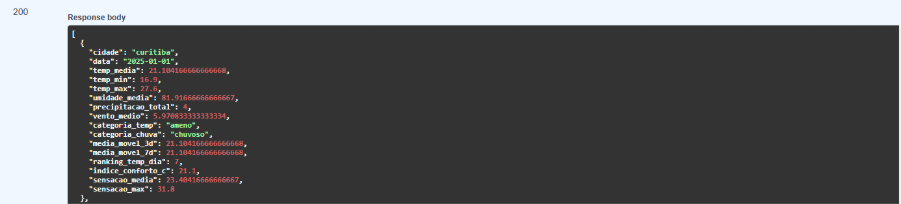 200
Response body
[
{
"cidade": "curitiba",
"data": "2025-01-01",
"temp_media": 21.104166666666668,
"temp_min": 16.9,
"temp_max": 27.6,
"umidade_media": 81.91666666666667,
"precipitacao_total": 4,
"vento_medio": 5.970833333333334,
"categoria_temp": "ameno",
"categoria_chuva": "chuvoso",
"media_movel_3d": 21.104166666666668,
"media_movel_7d": 21.104166666666668,
"ranking_temp_dia": 7,
"indice_conforto_c": 21.1,
"sensacao_media": 23.40416666666667,
"sensacao_max": 31.8
},